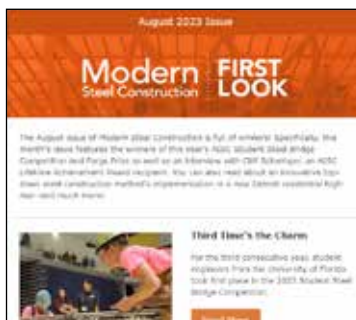 August 2023 Issue
Modern FIRST
Steel Construction LOOK
The August issue of Modern Steel Construction is full of winners! Specifically, this
month's issue features the winners of this year's AISC Student Steel Bridge
Competition and Forge Prize as well as an interview with Cliff Schwinger, an AISC
Lifetime Achievement Award recipient. You can also read about an innovative top-
down steel construction method's implementation in a new Detroit residential high
rise—and much more!
Third Time's the Charm
For the third consecutive year, student
engineers from the University of Florida
took first place in the 2023 Student Steel
Bridge Competition.
Read More